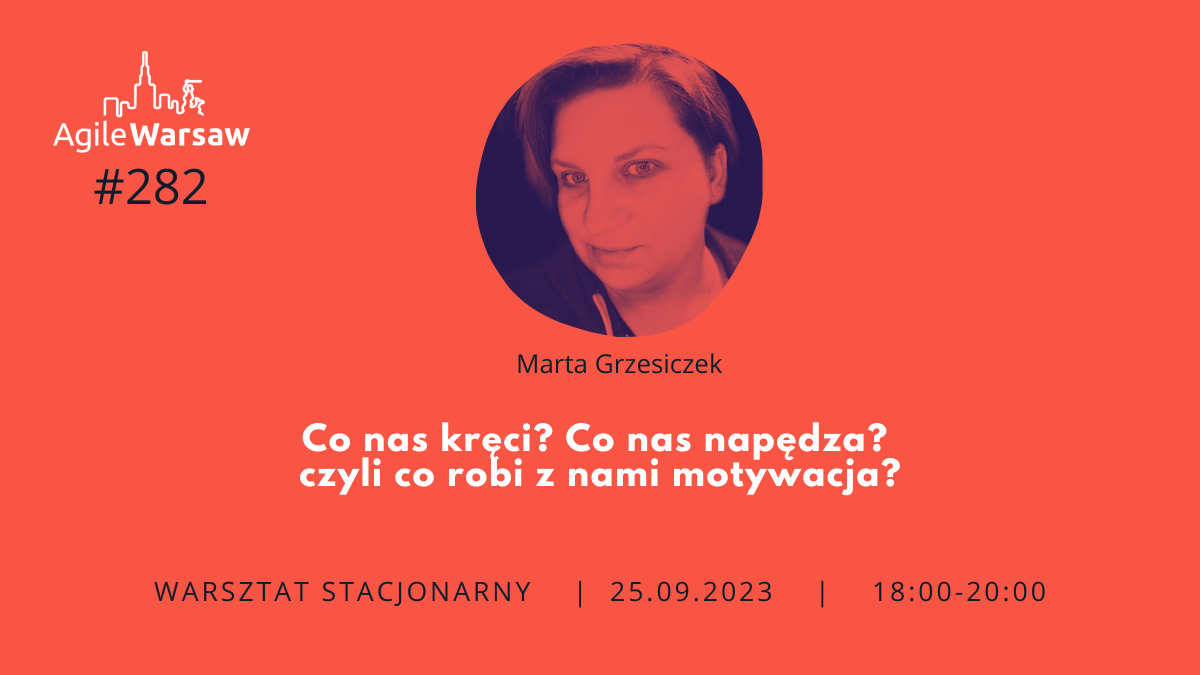 AgileWarsaw
#282
Marta Grzesiczek
Co nas kręci? Co nas napędza?
czyli co robi z nami motywacja?
WARSZTAT STACJONARNY | 25.09.2023 | 18:00-20:00